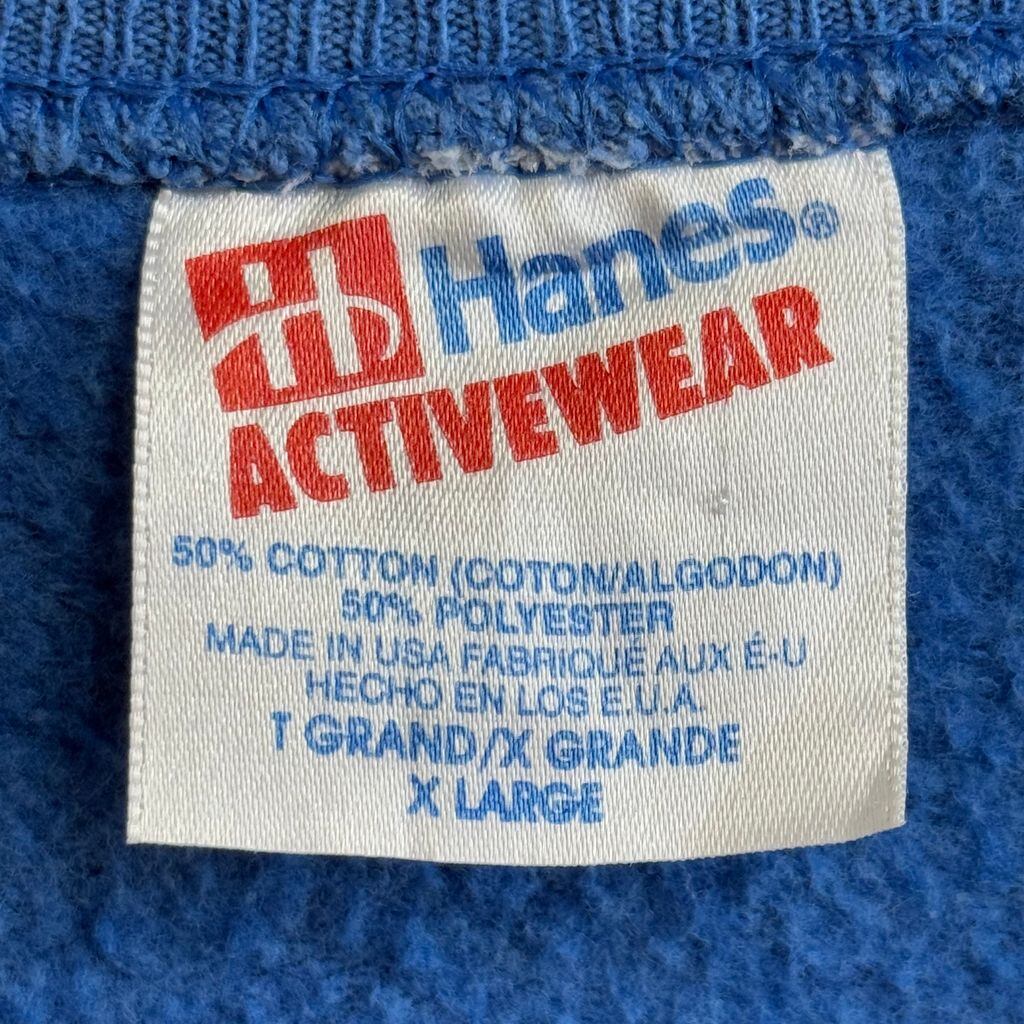 Hanes®
ACTIVEWEAR
50% COTTON (COTON/ALGODON)
50% POLYESTER
MADE IN USA FABRIQUÉ AUX É-U
HECHO EN LOS E.U.A.
T GRAND/X GRANDE
X LARGE